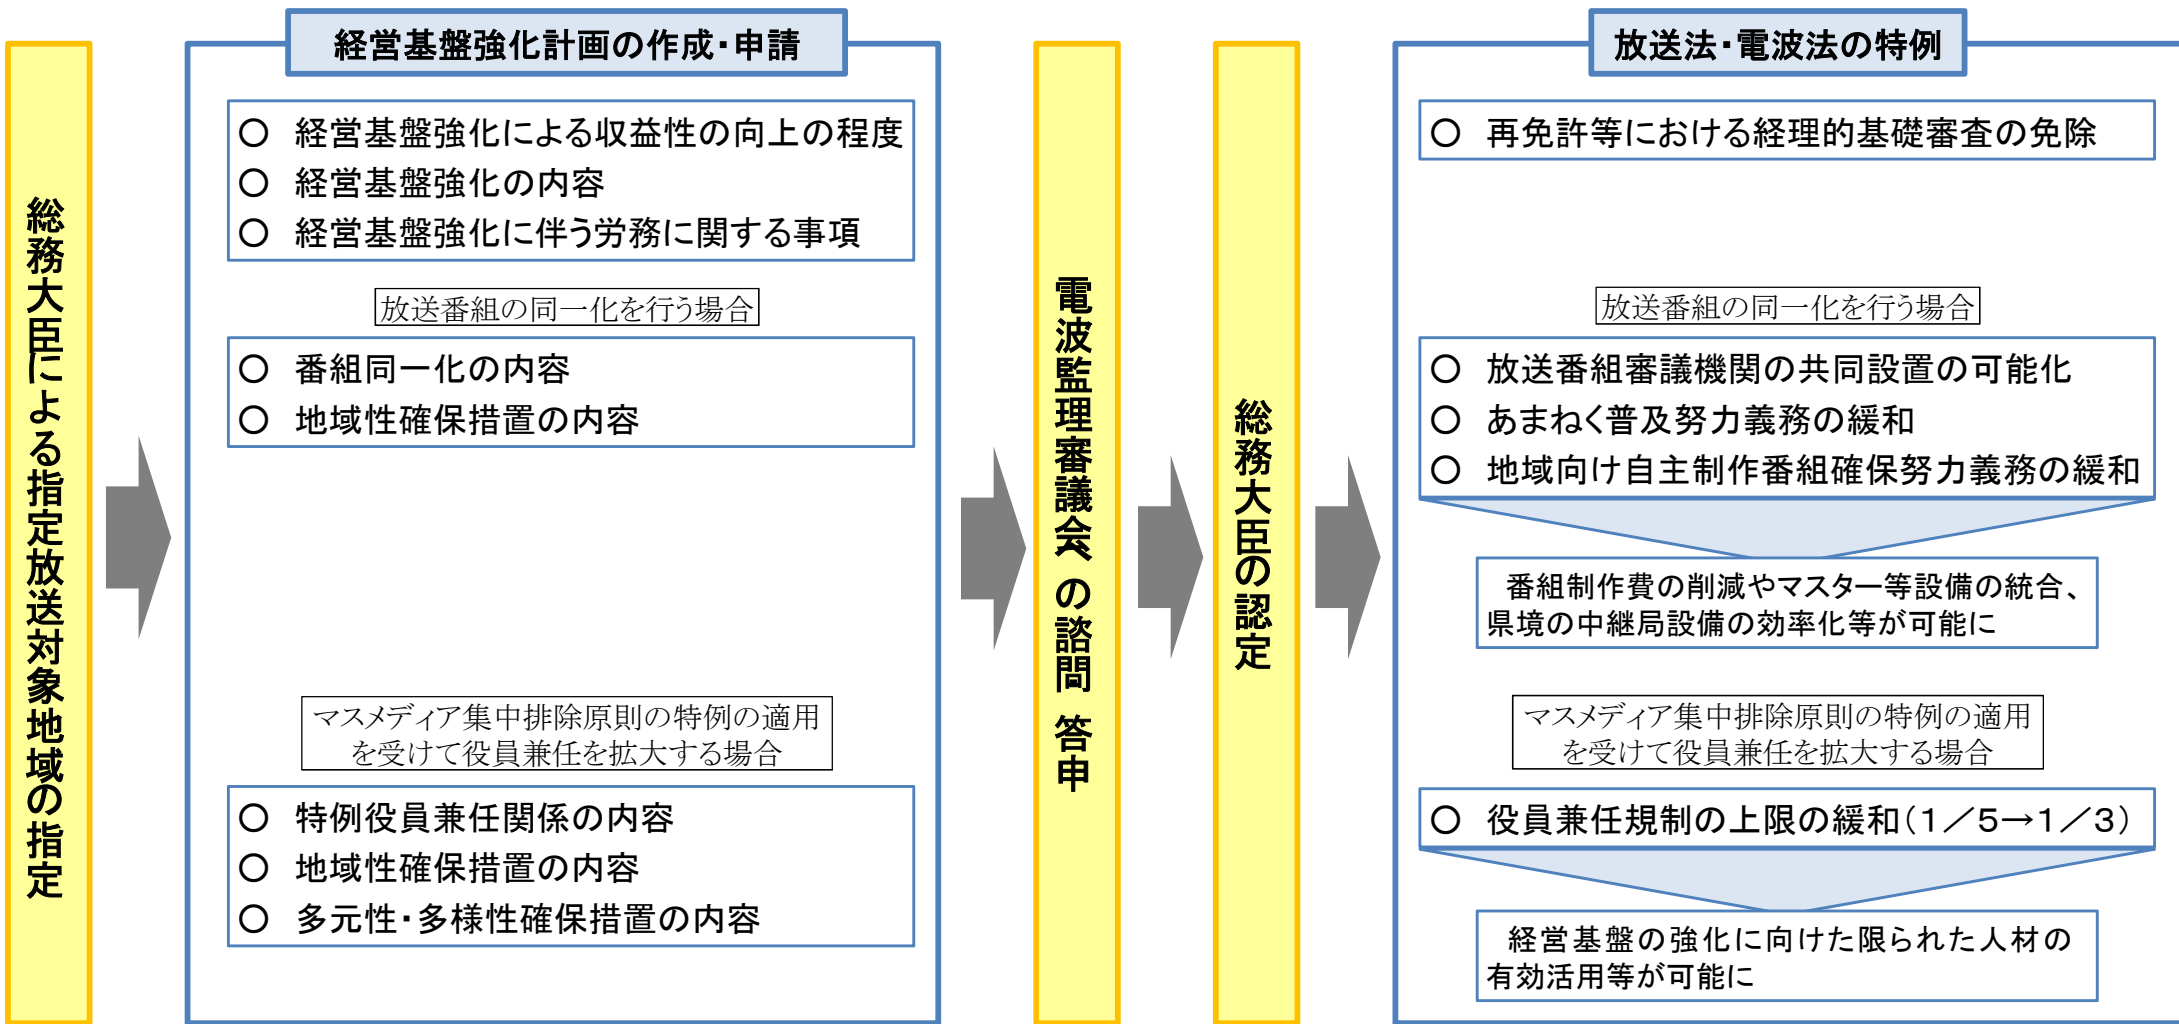 総務大臣による指定放送対象地域の指定
経営基盤強化計画の作成・申請
○ 経営基盤強化による収益性の向上の程度
○ 経営基盤強化の内容
○ 経営基盤強化に伴う労務に関する事項
放送番組の同一化を行う場合
○ 番組同一化の内容
○ 地域性確保措置の内容
マスメディア集中排除原則の特例の適用
を受けて役員兼任を拡大する場合
○ 特例役員兼任関係の内容
○ 地域性確保措置の内容
○ 多元性・多様性確保措置の内容
電波監理審議会への諮問 答申
総務大臣の認定
放送法・電波法の特例
○ 再免許等における経理的基礎審査の免除
放送番組の同一化を行う場合
○ 放送番組審議機関の共同設置の可能化
○ あまねく普及努力義務の緩和
○ 地域向け自主制作番組確保努力義務の緩和
番組制作費の削減やマスター等設備の統合、
県境の中継局設備の効率化等が可能に
マスメディア集中排除原則の特例の適用
を受けて役員兼任を拡大する場合
○ 役員兼任規制の上限の緩和(1/5→1/3)
経営基盤の強化に向けた限られた人材の
有効活用等が可能に